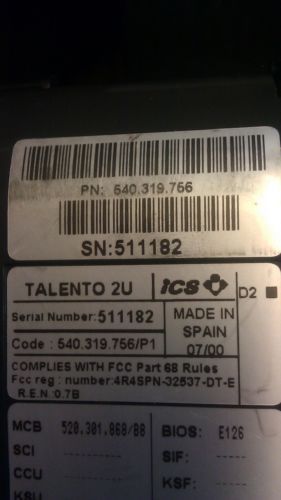 PN: 540.319.756
SN:511182
TALENTO 2U ICS D2
Serial Number: 511182
MADE IN SPAIN 07/00
Code : 540.319.756/P1
COMPLIES WITH FCC Part 68 Rules
Fcc reg : number:4R4SPN-32537-DT-E
R.E.N:0.7B
MCB 520.301.868/B8 BIOS: E126
SCI ---- SIF: ----
CCU ---- KSF: ----
KSU